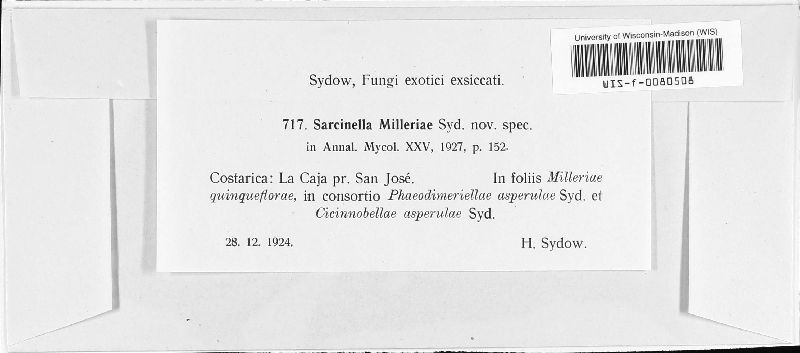 University of Wisconsin-Madison (WIS)
WIS-f-0080508
Sydow, Fungi exotici exsiccati.
717. Sarcinella Milleriae Syd. nov. spec.
in Annal. Mycol. XXV, 1927, p. 152.
Costarica: La Caja pr. San José. In foliis Milleriae
quinqueflorae, in consortio Phaeodimeriellae asperulae Syd. et
Cicinnobellae asperulae Syd.
28. 12. 1924. H. Sydow.